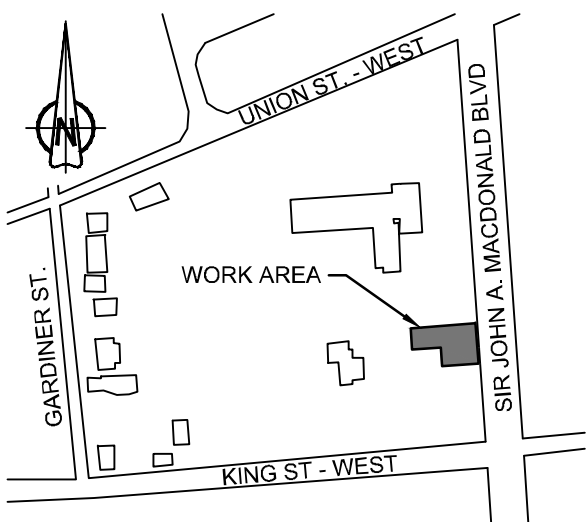 N
UNION ST. - WEST
SIR JOHN A. MACDONALD BLVD
WORK AREA
GARDINER ST.
KING ST - WEST